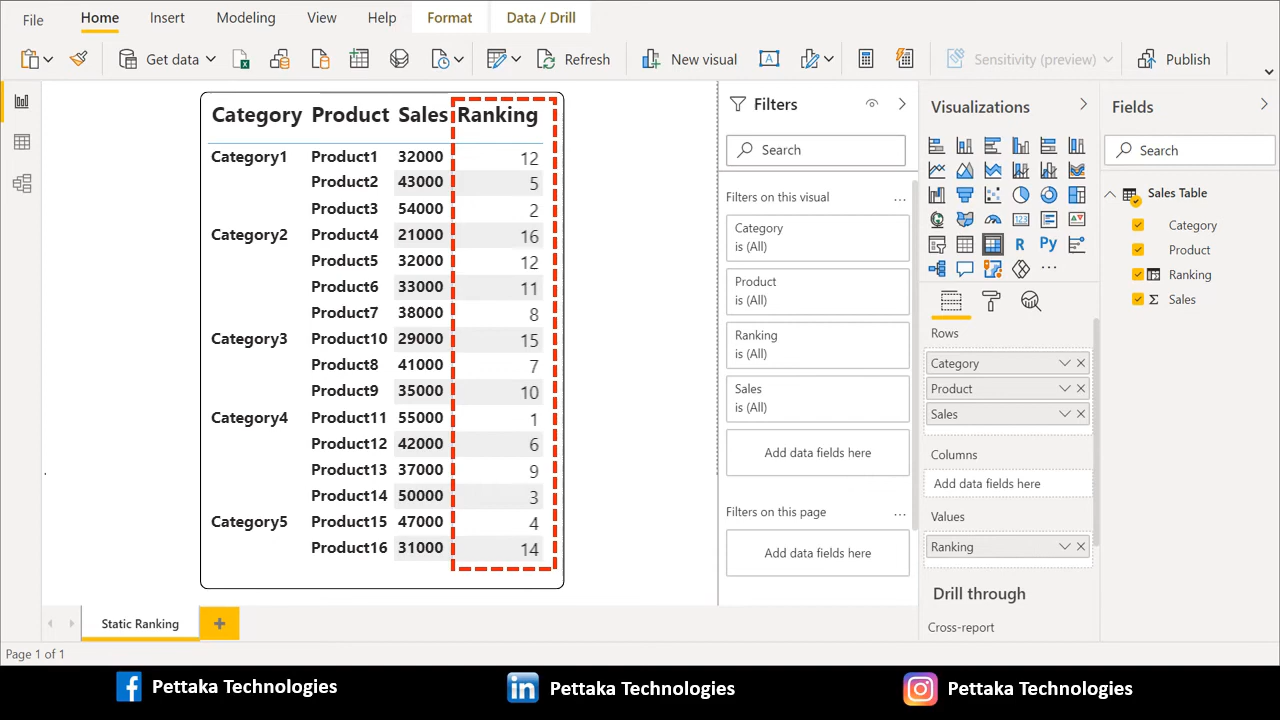 File Home Insert Modeling View Help Format Data / Drill
Get data Refresh New visual Sensitivity (preview) Publish
Category Product Sales Ranking
Category1 Product1 32000 12
Product2 43000 5
Product3 54000 2
Category2 Product4 21000 16
Product5 32000 12
Product6 33000 11
Product7 38000 8
Category3 Product10 29000 15
Product8 41000 7
Product9 35000 10
Category4 Product11 55000 1
Product12 42000 6
Product13 37000 9
Product14 50000 3
Category5 Product15 47000 4
Product16 31000 14
Filters
Search
Filters on this visual ...
Category
is (All)
Product
is (All)
Ranking
is (All)
Sales
is (All)
Add data fields here
Filters on this page ...
Add data fields here
Visualizations
R Py
123
...
Rows
Category
Product
Sales
Columns
Add data fields here
Values
Ranking
Drill through
Cross-report
Fields
Search
Sales Table
Category
Product
Ranking
Σ Sales
Static Ranking
Page 1 of 1
Pettaka Technologies Pettaka Technologies Pettaka Technologies